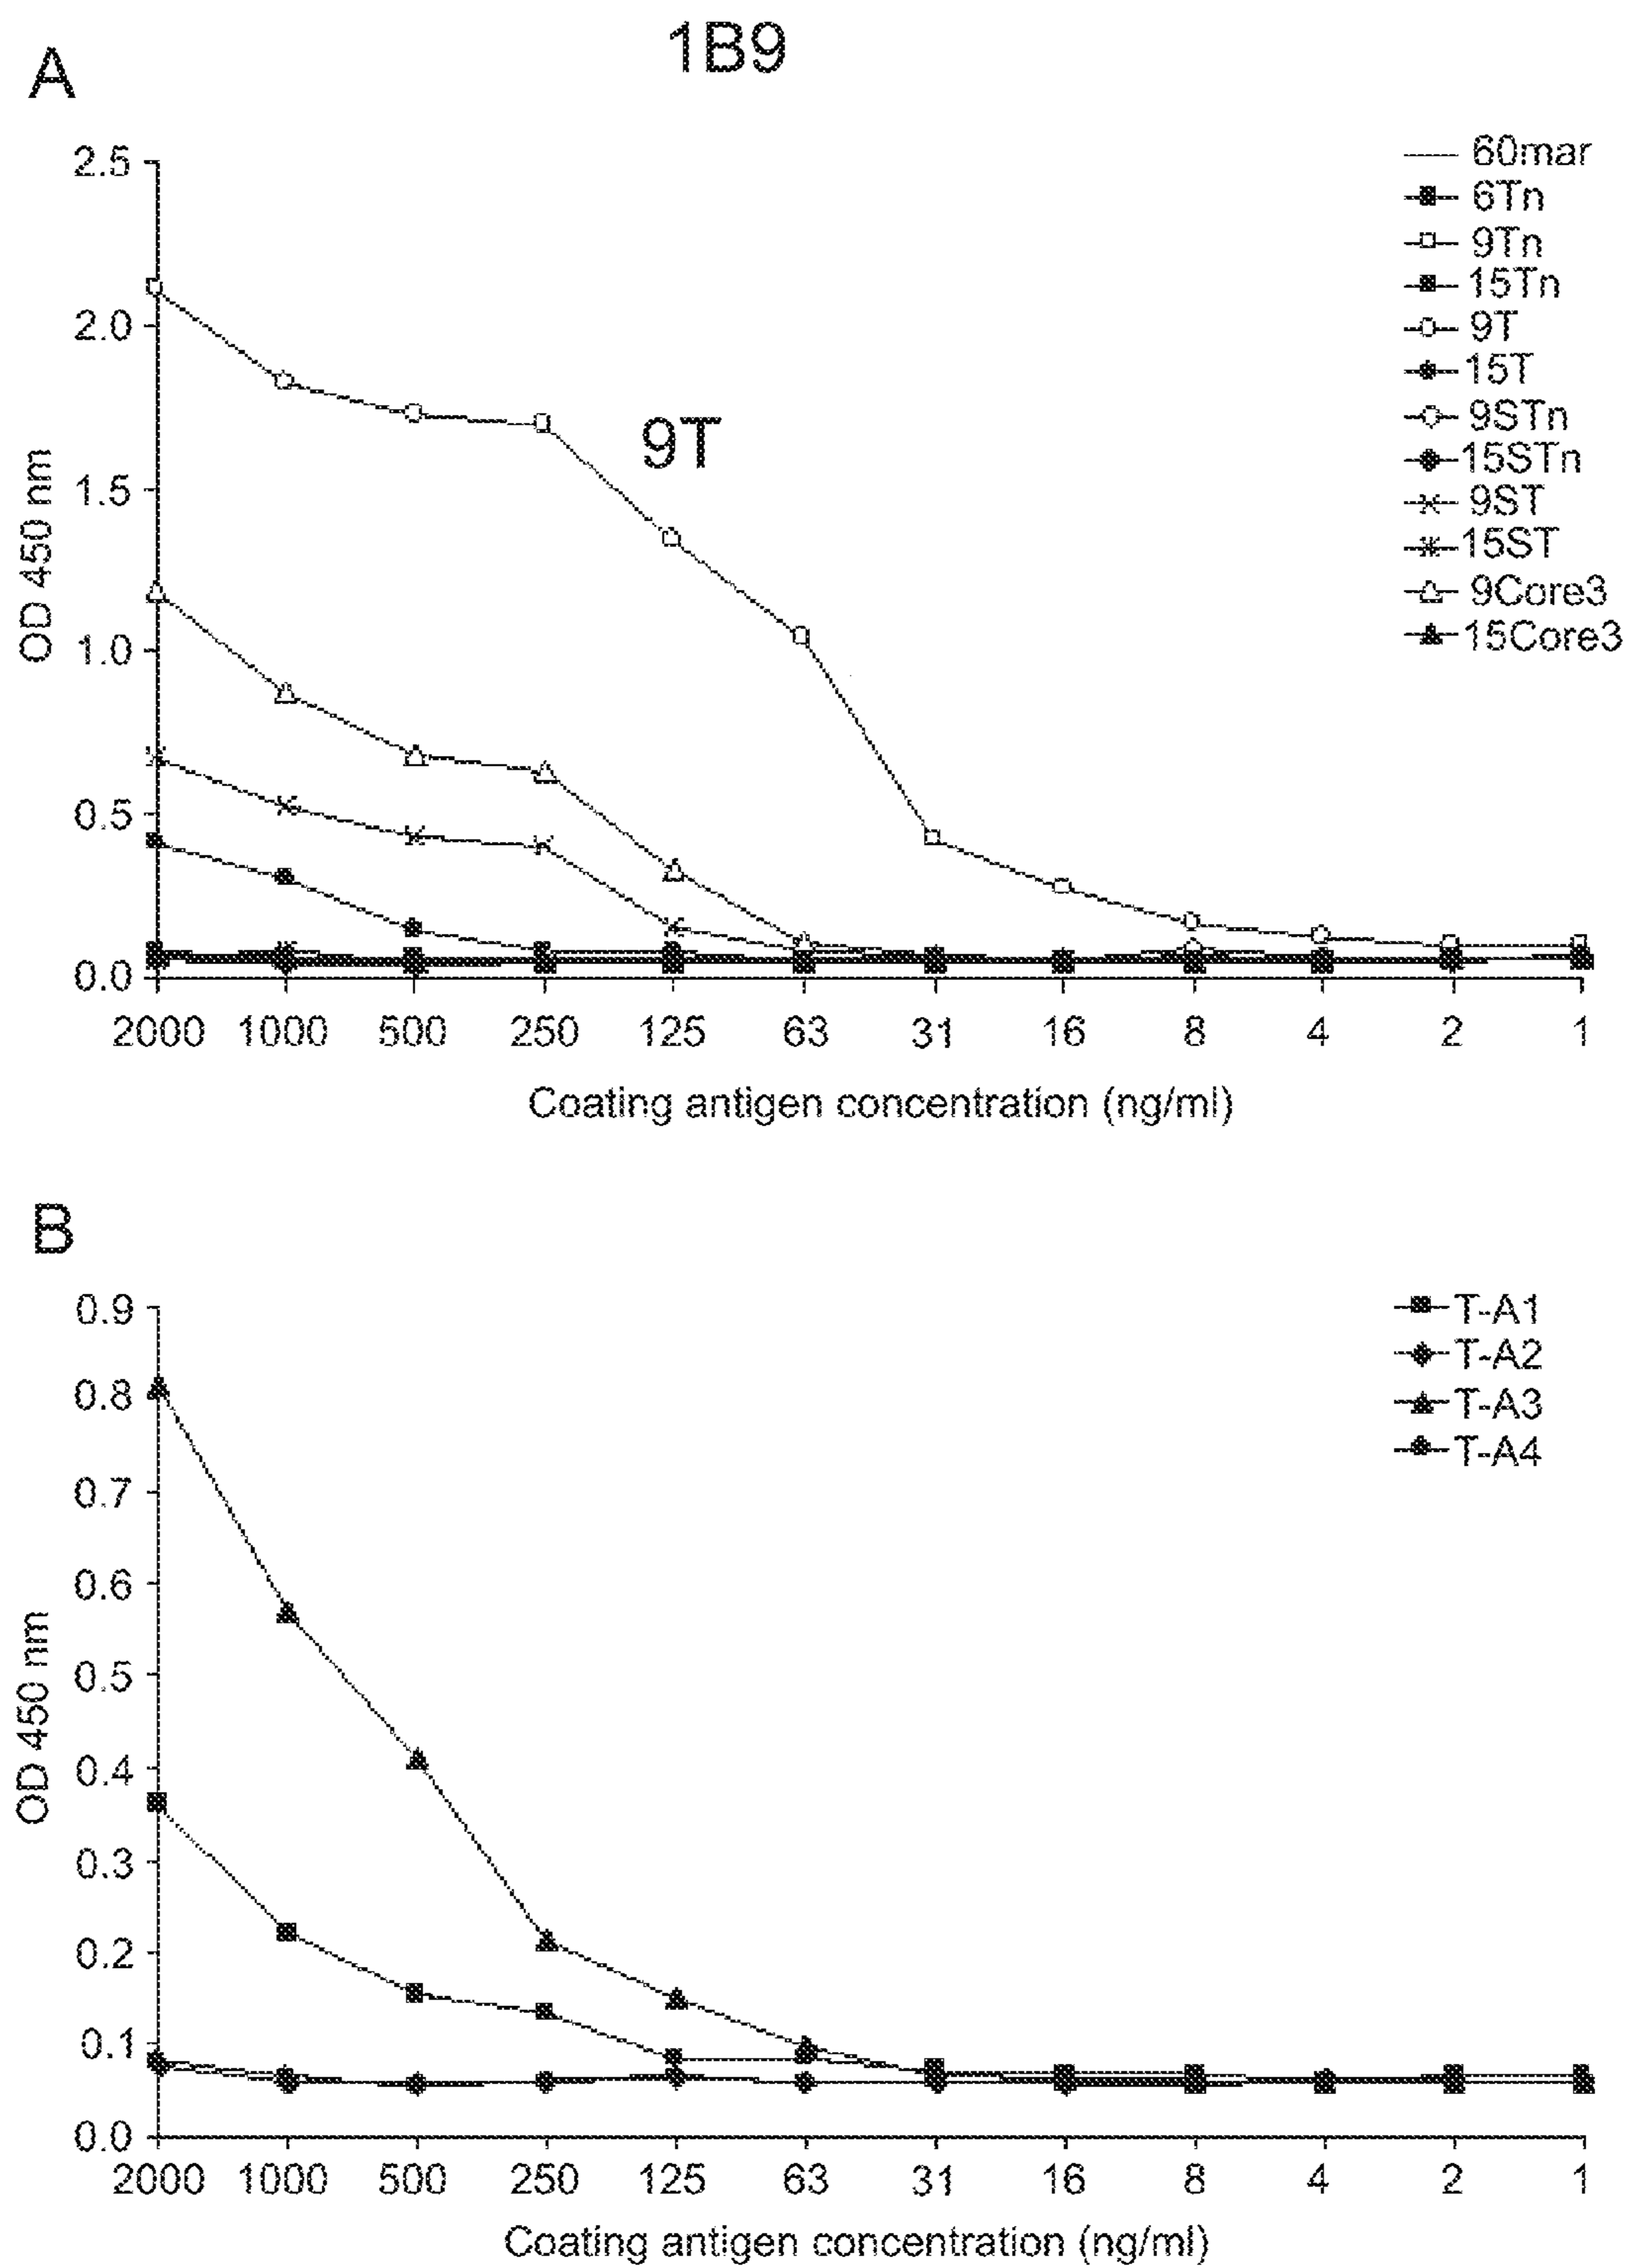 A
1B9
2.5
2.0
1.5
1.0
0.5
0.0
OD 450 nm
9T
60mar
6Tn
9Tn
15Tn
9T
15T
9STn
15STn
9ST
15ST
9Core3
15Core3
2000 1000 500 250 125 63 31 16 8 4 2 1
Coating antigen concentration (ng/ml)
B
0.9
0.8
0.7
0.6
0.5
0.4
0.3
0.2
0.1
0.0
OD 450 nm
T-A1
T-A2
T-A3
T-A4
2000 1000 500 250 125 63 31 16 8 4 2 1
Coating antigen concentration (ng/ml)